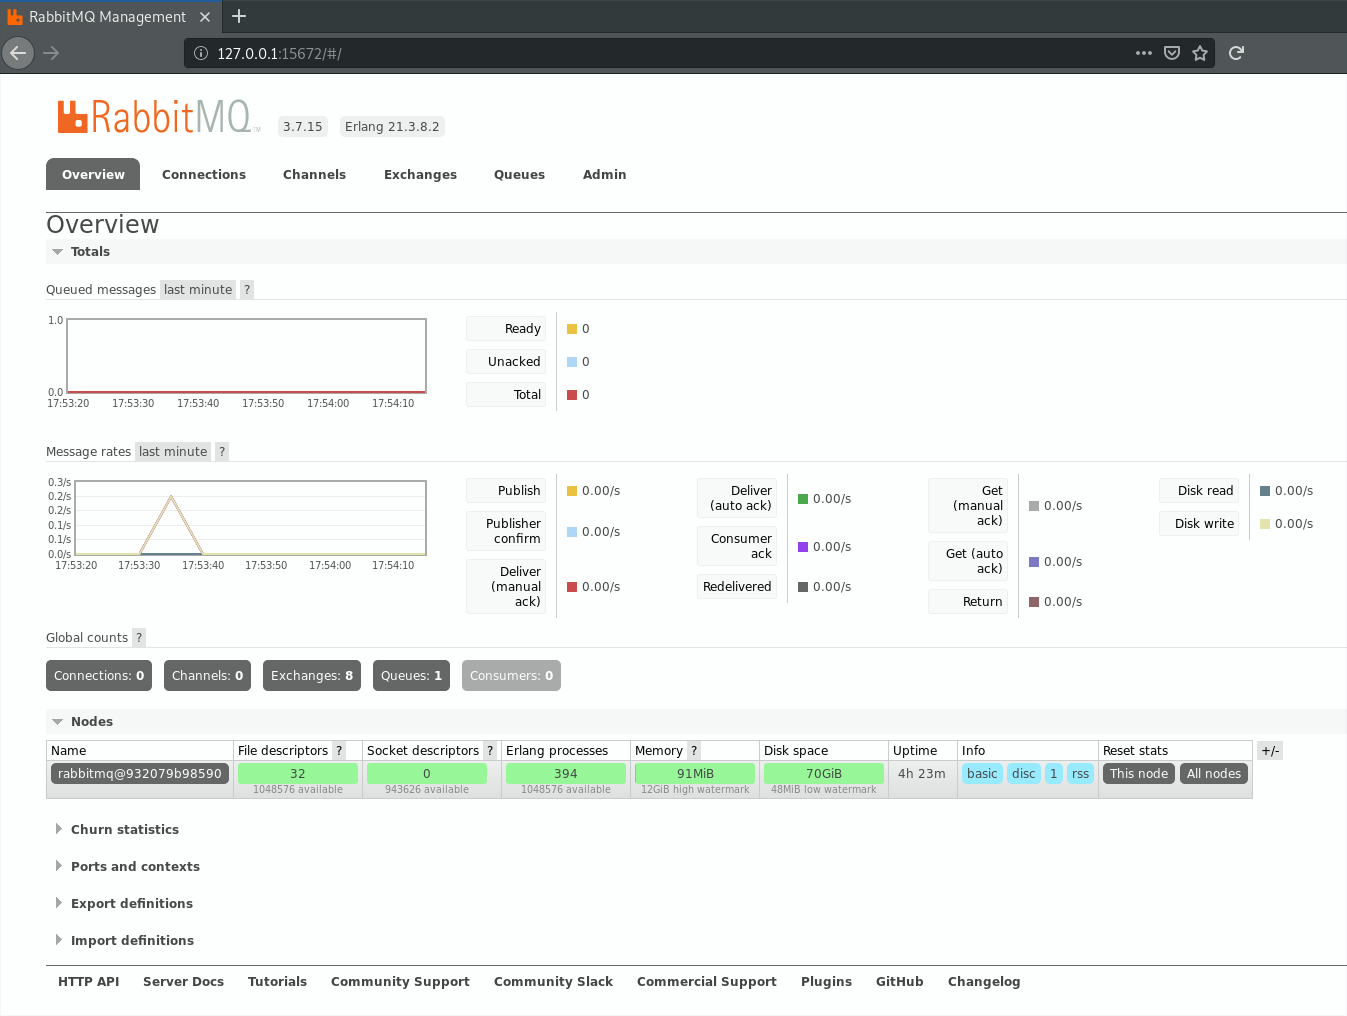 RabbitMQ Management
127.0.0.1:15672/#/
RabbitMQ™ 3.7.15 Erlang 21.3.8.2
Overview Connections Channels Exchanges Queues Admin
Overview
Totals
Queued messages last minute ?
1.0
0.0
17:53:20 17:53:30 17:53:40 17:53:50 17:54:00 17:54:10
Ready 0
Unacked 0
Total 0
Message rates last minute ?
0.3/s
0.2/s
0.2/s
0.1/s
0.1/s
0.0/s
17:53:20 17:53:30 17:53:40 17:53:50 17:54:00 17:54:10
Publish 0.00/s
Publisher
confirm 0.00/s
Deliver
(manual
ack) 0.00/s
Deliver
(auto ack) 0.00/s
Consumer
ack 0.00/s
Redelivered 0.00/s
Get
(manual
ack) 0.00/s
Get (auto
ack) 0.00/s
Return 0.00/s
Disk read 0.00/s
Disk write 0.00/s
Global counts ?
Connections: 0 Channels: 0 Exchanges: 8 Queues: 1 Consumers: 0
Nodes
Name File descriptors ? Socket descriptors ? Erlang processes Memory ? Disk space Uptime Info Reset stats +/-
rabbitmq@932079b98590 32 0 394 91MiB 70GiB 4h 23m basic disc 1 rss This node All nodes
1048576 available 943626 available 1048576 available 12GiB high watermark 48MiB low watermark
Churn statistics
Ports and contexts
Export definitions
Import definitions
HTTP API Server Docs Tutorials Community Support Community Slack Commercial Support Plugins GitHub Changelog